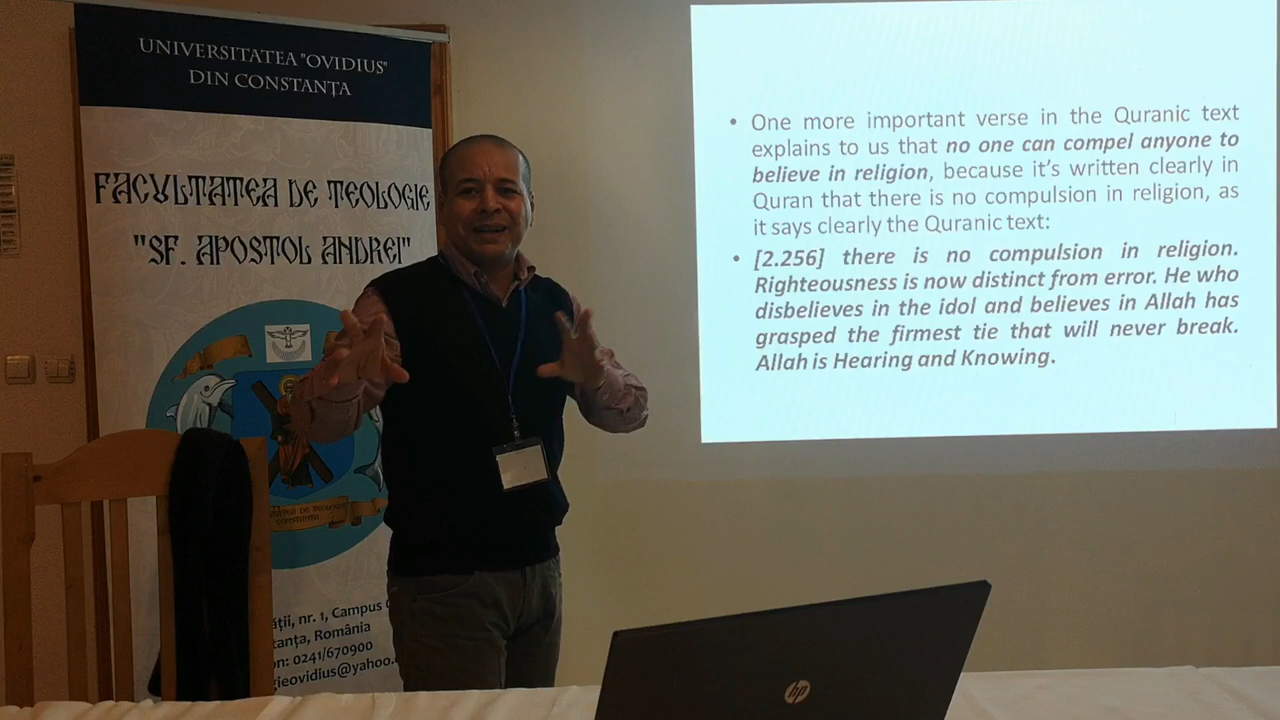 UNIVERSITATEA "OVIDIUS"
DIN CONSTANȚA
FACULTATEA DE TEOLOGIE
"SF. APOSTOL ANDREI"
CONSTANȚA
nr. 1, Campus
România
0241/670900
• One more important verse in the Quranic text
explains to us that no one can compel anyone to
believe in religion, because it's written clearly in
Quran that there is no compulsion in religion, as
it says clearly the Quranic text:
• [2.256] there is no compulsion in religion.
Righteousness is now distinct from error. He who
disbelieves in the idol and believes in Allah has
grasped the firmest tie that will never break.
Allah is Hearing and Knowing.
hp